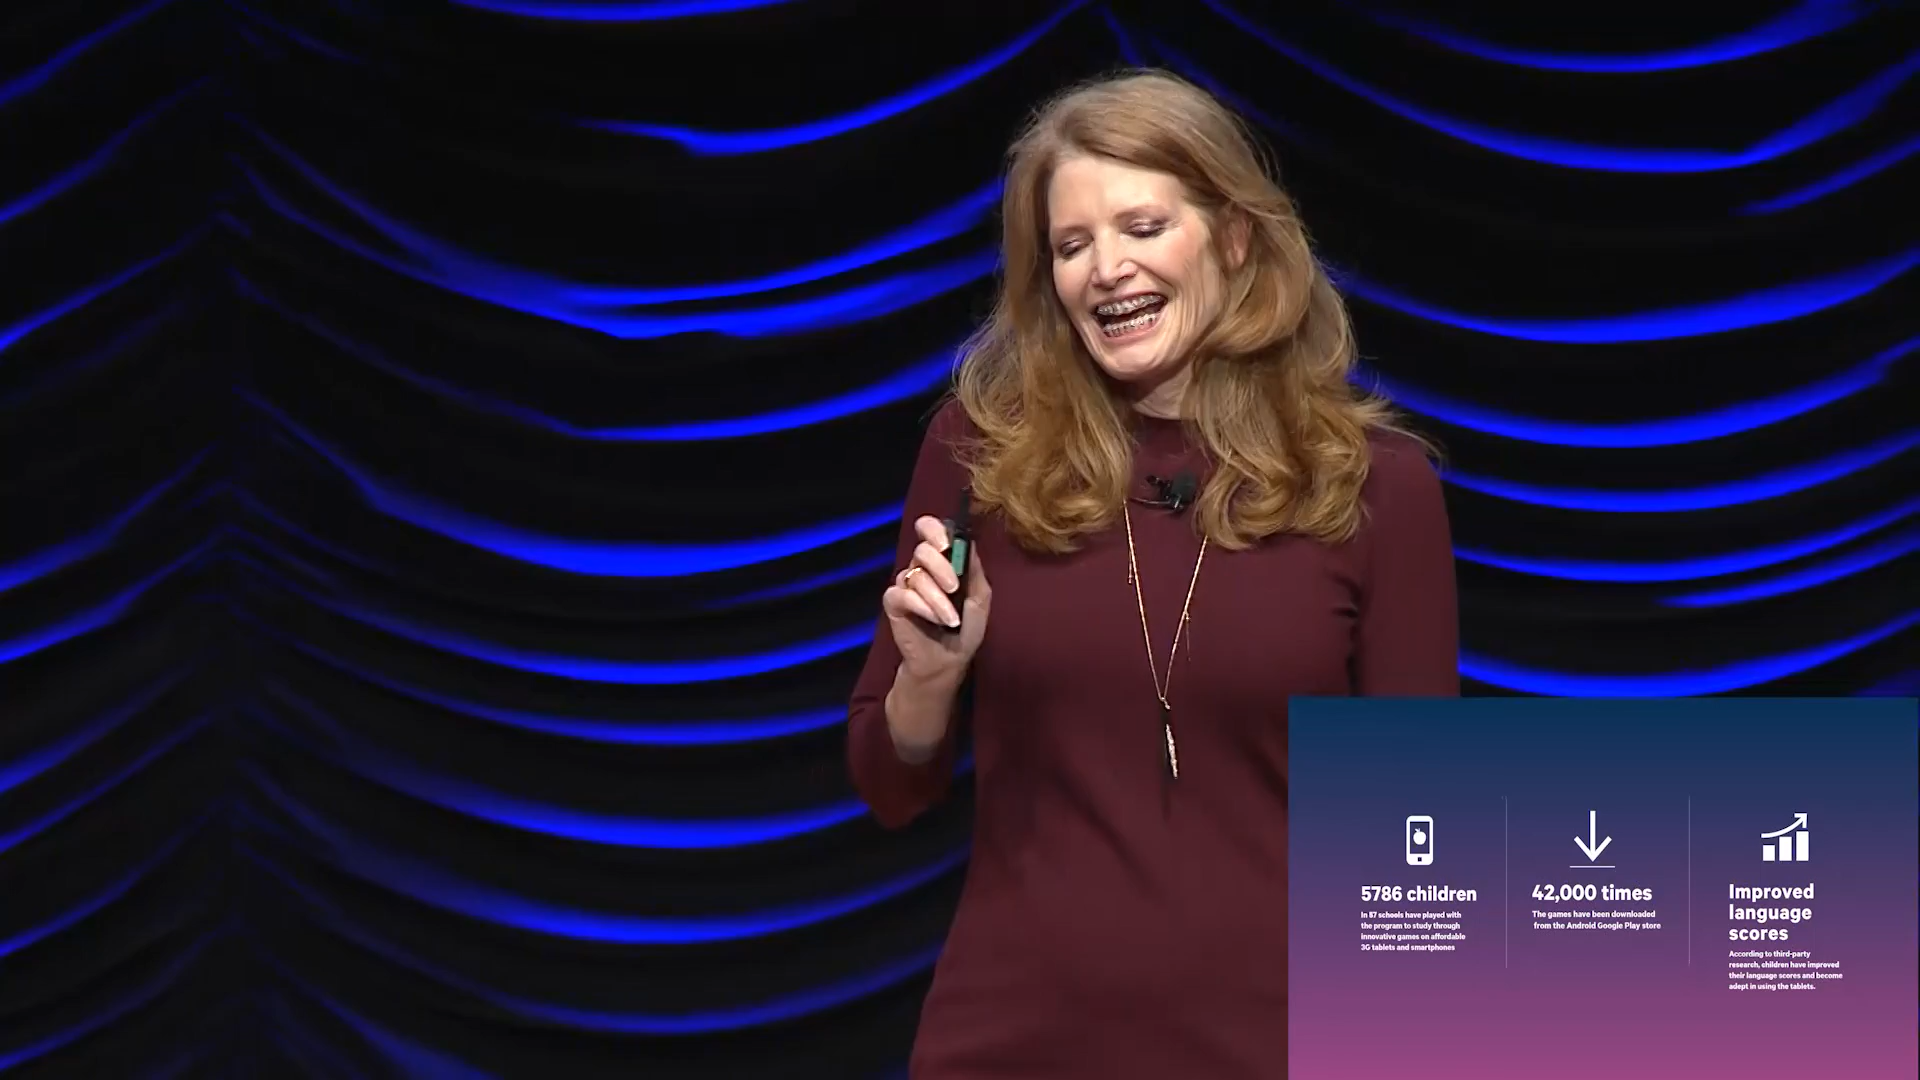 5786 children
In 87 schools have played with
the program to study through
innovative games on affordable
3G tablets and smartphones
42,000 times
The games have been downloaded
from the Android Google Play store
Improved
language
scores
According to third-party
research, children have improved
their language scores and become
adept in using the tablets.